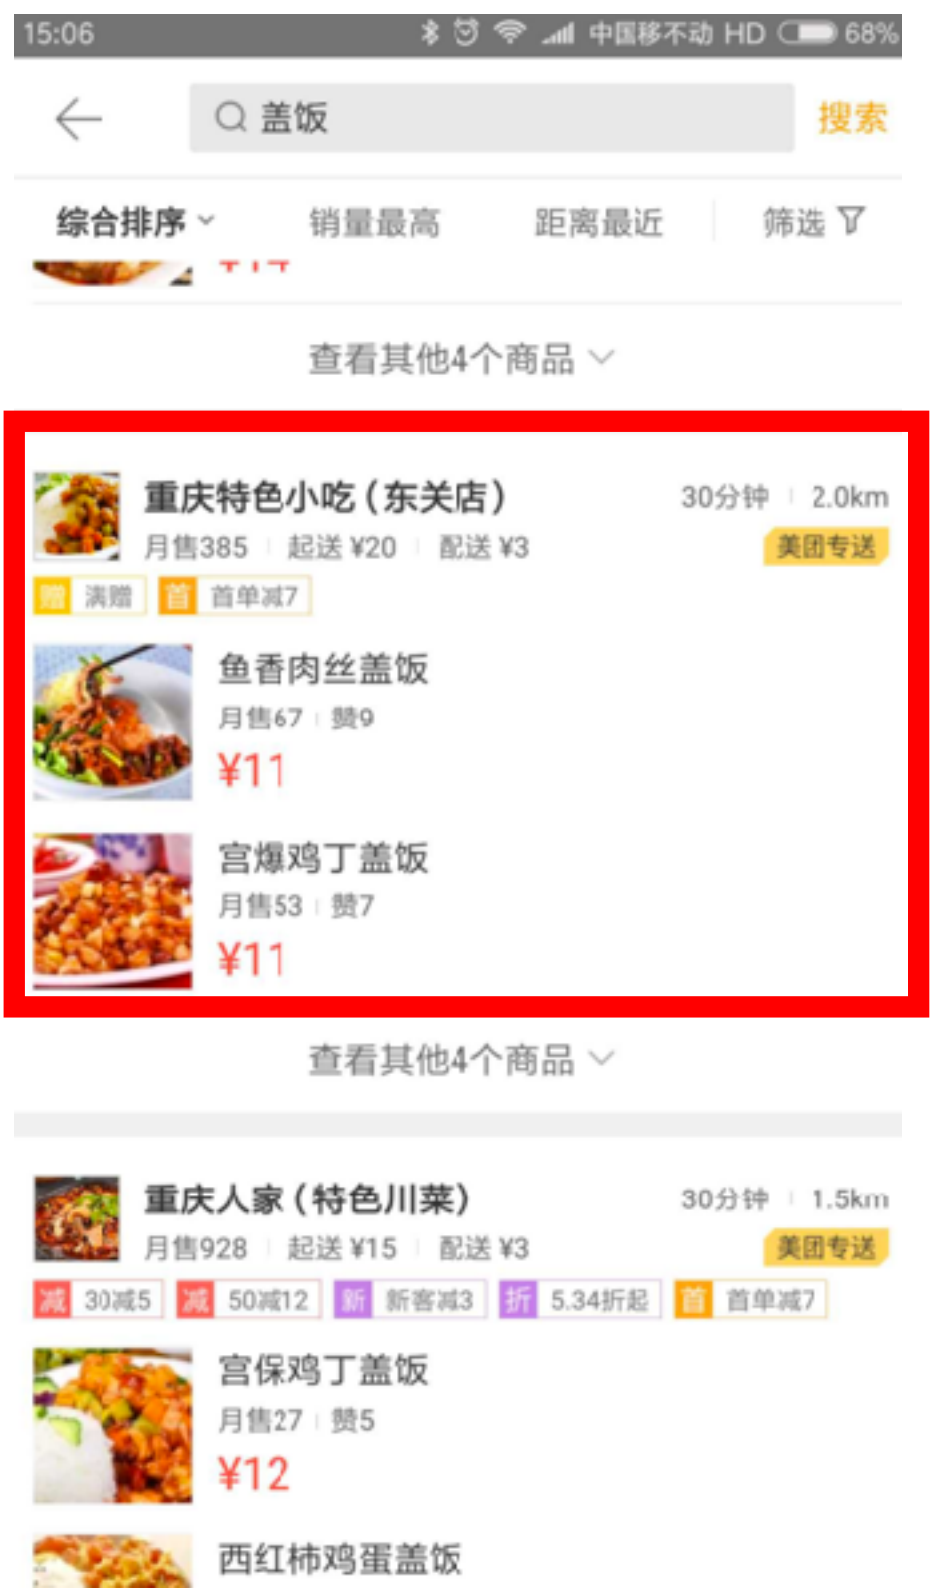 15:06 中国移不动 HD 68%
盖饭 搜索
综合排序 销量最高 距离最近 筛选
¥14
查看其他4个商品
重庆特色小吃（东关店） 30分钟 2.0km
月售385 起送 ¥20 配送 ¥3 美团专送
赠 满赠 首 首单减7
鱼香肉丝盖饭
月售67 赞9
¥11
宫爆鸡丁盖饭
月售53 赞7
¥11
查看其他4个商品
重庆人家（特色川菜） 30分钟 1.5km
月售928 起送 ¥15 配送 ¥3 美团专送
减 30减5 减 50减12 新 新客减3 折 5.34折起 首 首单减7
宫保鸡丁盖饭
月售27 赞5
¥12
西红柿鸡蛋盖饭